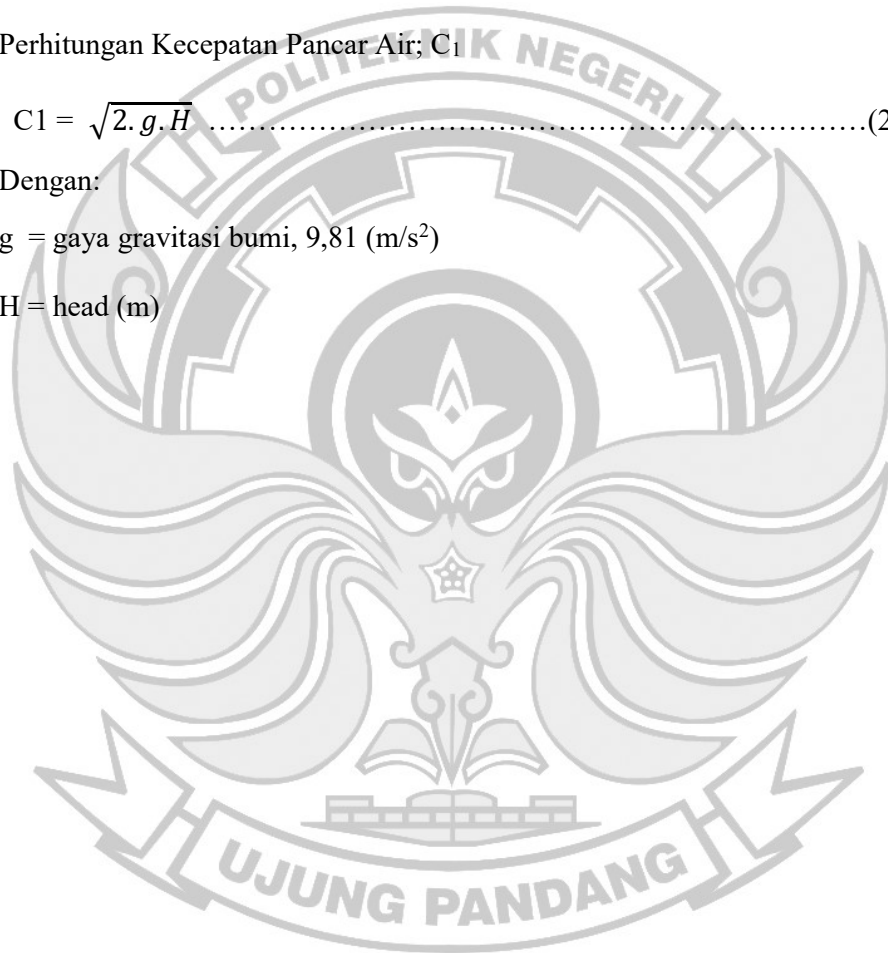 Perhitungan Kecepatan Pancar Air; C₁
POLITEKNIK NEGERI
C1 = √2. g. H ……………………………………………………………(2
Dengan:
g = gaya gravitasi bumi, 9,81 (m/s²)
H = head (m)
UJUNG PANDANG